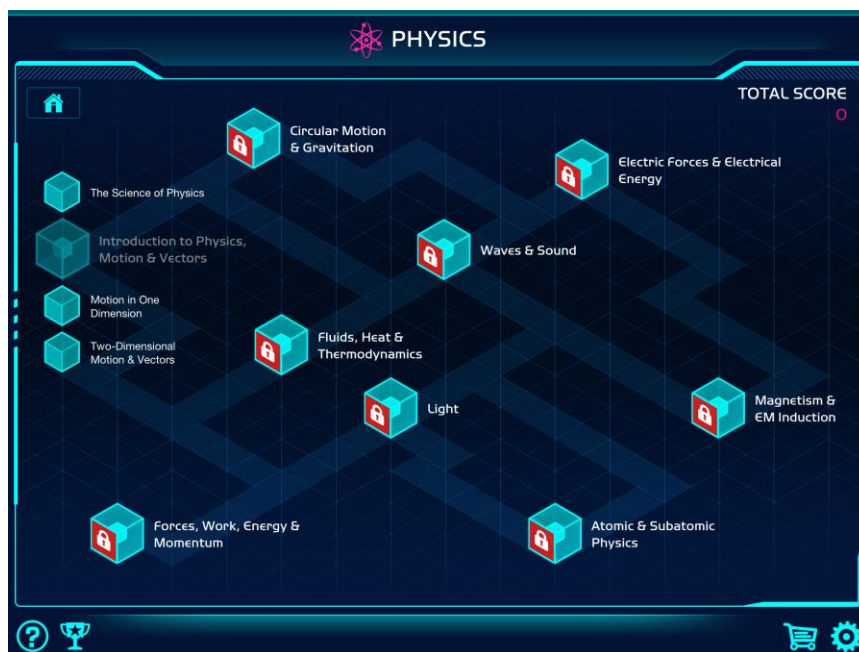 PHYSICS
TOTAL SCORE
0
Circular Motion
& Gravitation
Electric Forces & Electrical
Energy
The Science of Physics
Introduction to Physics,
Motion & Vectors
Waves & Sound
Motion in One
Dimension
Two-Dimensional
Motion & Vectors
Fluids, Heat &
Thermodynamics
Light
Magnetism &
EM Induction
Forces, Work, Energy &
Momentum
Atomic & Subatomic
Physics
?